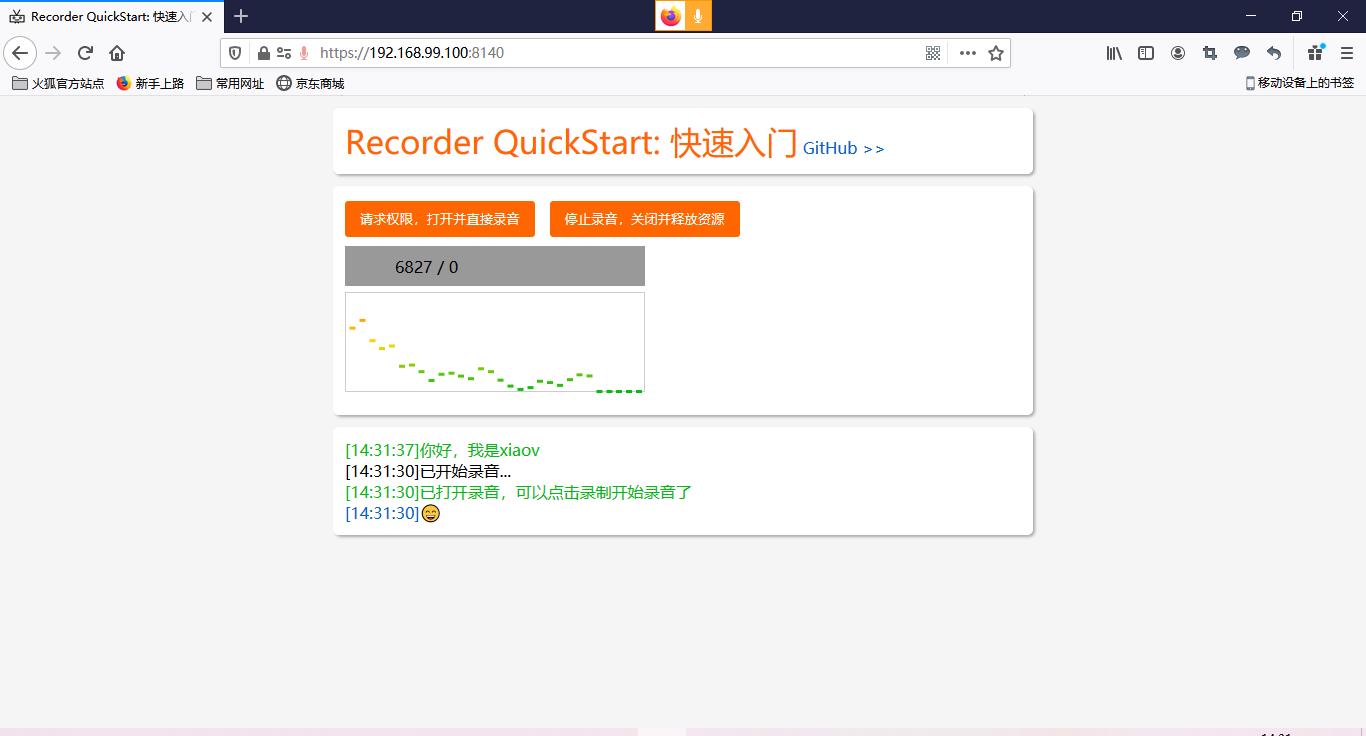 Recorder QuickStart: 快速入
https://192.168.99.100:8140
火狐官方站点 新手上路 常用网址 京东商城 移动设备上的书签
Recorder QuickStart: 快速入门 GitHub >>
请求权限，打开并直接录音 停止录音，关闭并释放资源
6827 / 0
[14:31:37]你好，我是xiaov
[14:31:30]已开始录音...
[14:31:30]已打开录音，可以点击录制开始录音了
[14:31:30]😄